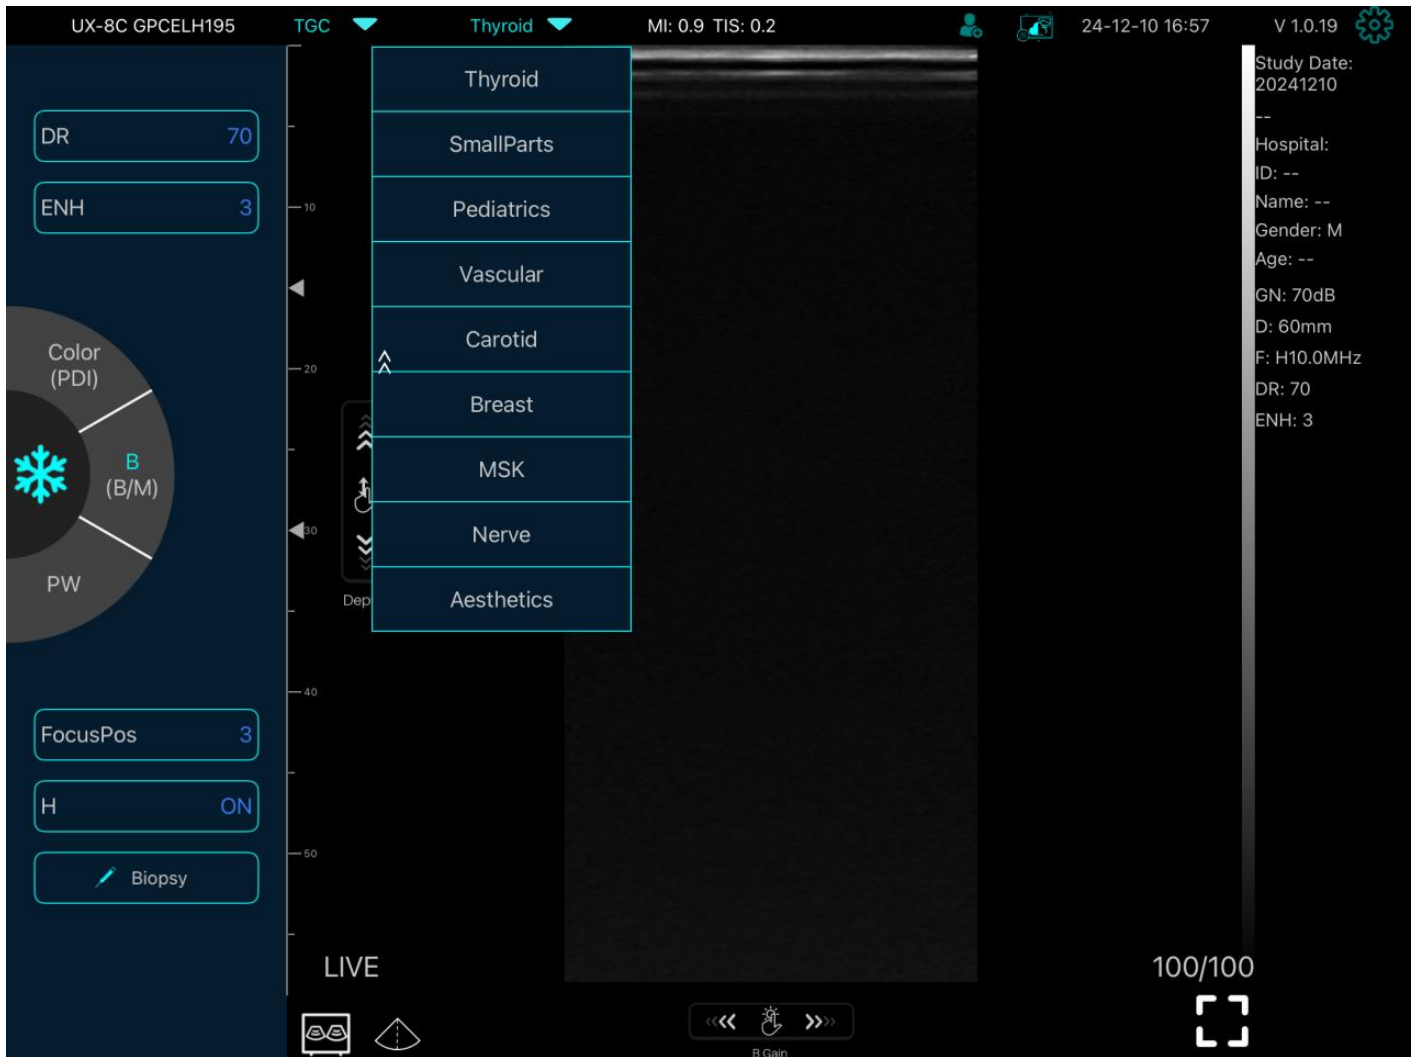 UX-8C GPCELH195
TGC
Thyroid
MI: 0.9 TIS: 0.2
24-12-10 16:57
V 1.0.19
DR 70
ENH 3
Color
(PDI)
B
(B/M)
PW
FocusPos 3
H ON
Biopsy
10
20
30
40
50
Thyroid
SmallParts
Pediatrics
Vascular
Carotid
Breast
MSK
Nerve
Aesthetics
Dep
LIVE
B Gain
100/100
Study Date:
20241210
--
Hospital:
ID: --
Name: --
Gender: M
Age: --
GN: 70dB
D: 60mm
F: H10.0MHz
DR: 70
ENH: 3